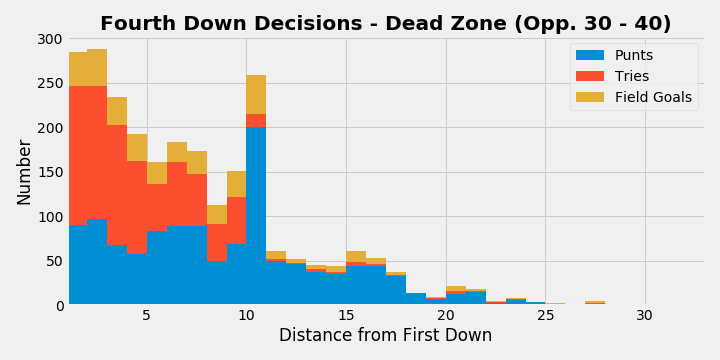 Fourth Down Decisions - Dead Zone (Opp. 30 - 40)
Number
300
250
200
150
100
50
0
Punts
Tries
Field Goals
5 10 15 20 25 30
Distance from First Down